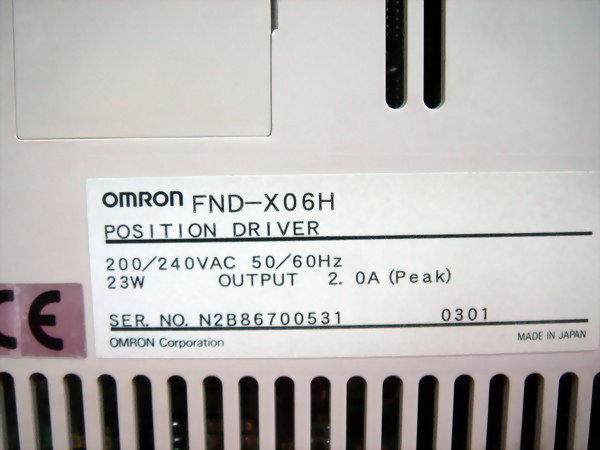 OMRON FND-X06H
POSITION DRIVER
200/240VAC 50/60Hz
23W OUTPUT 2.0A (Peak)
SER. NO. N2B86700531 0301
OMRON Corporation MADE IN JAPAN
CE